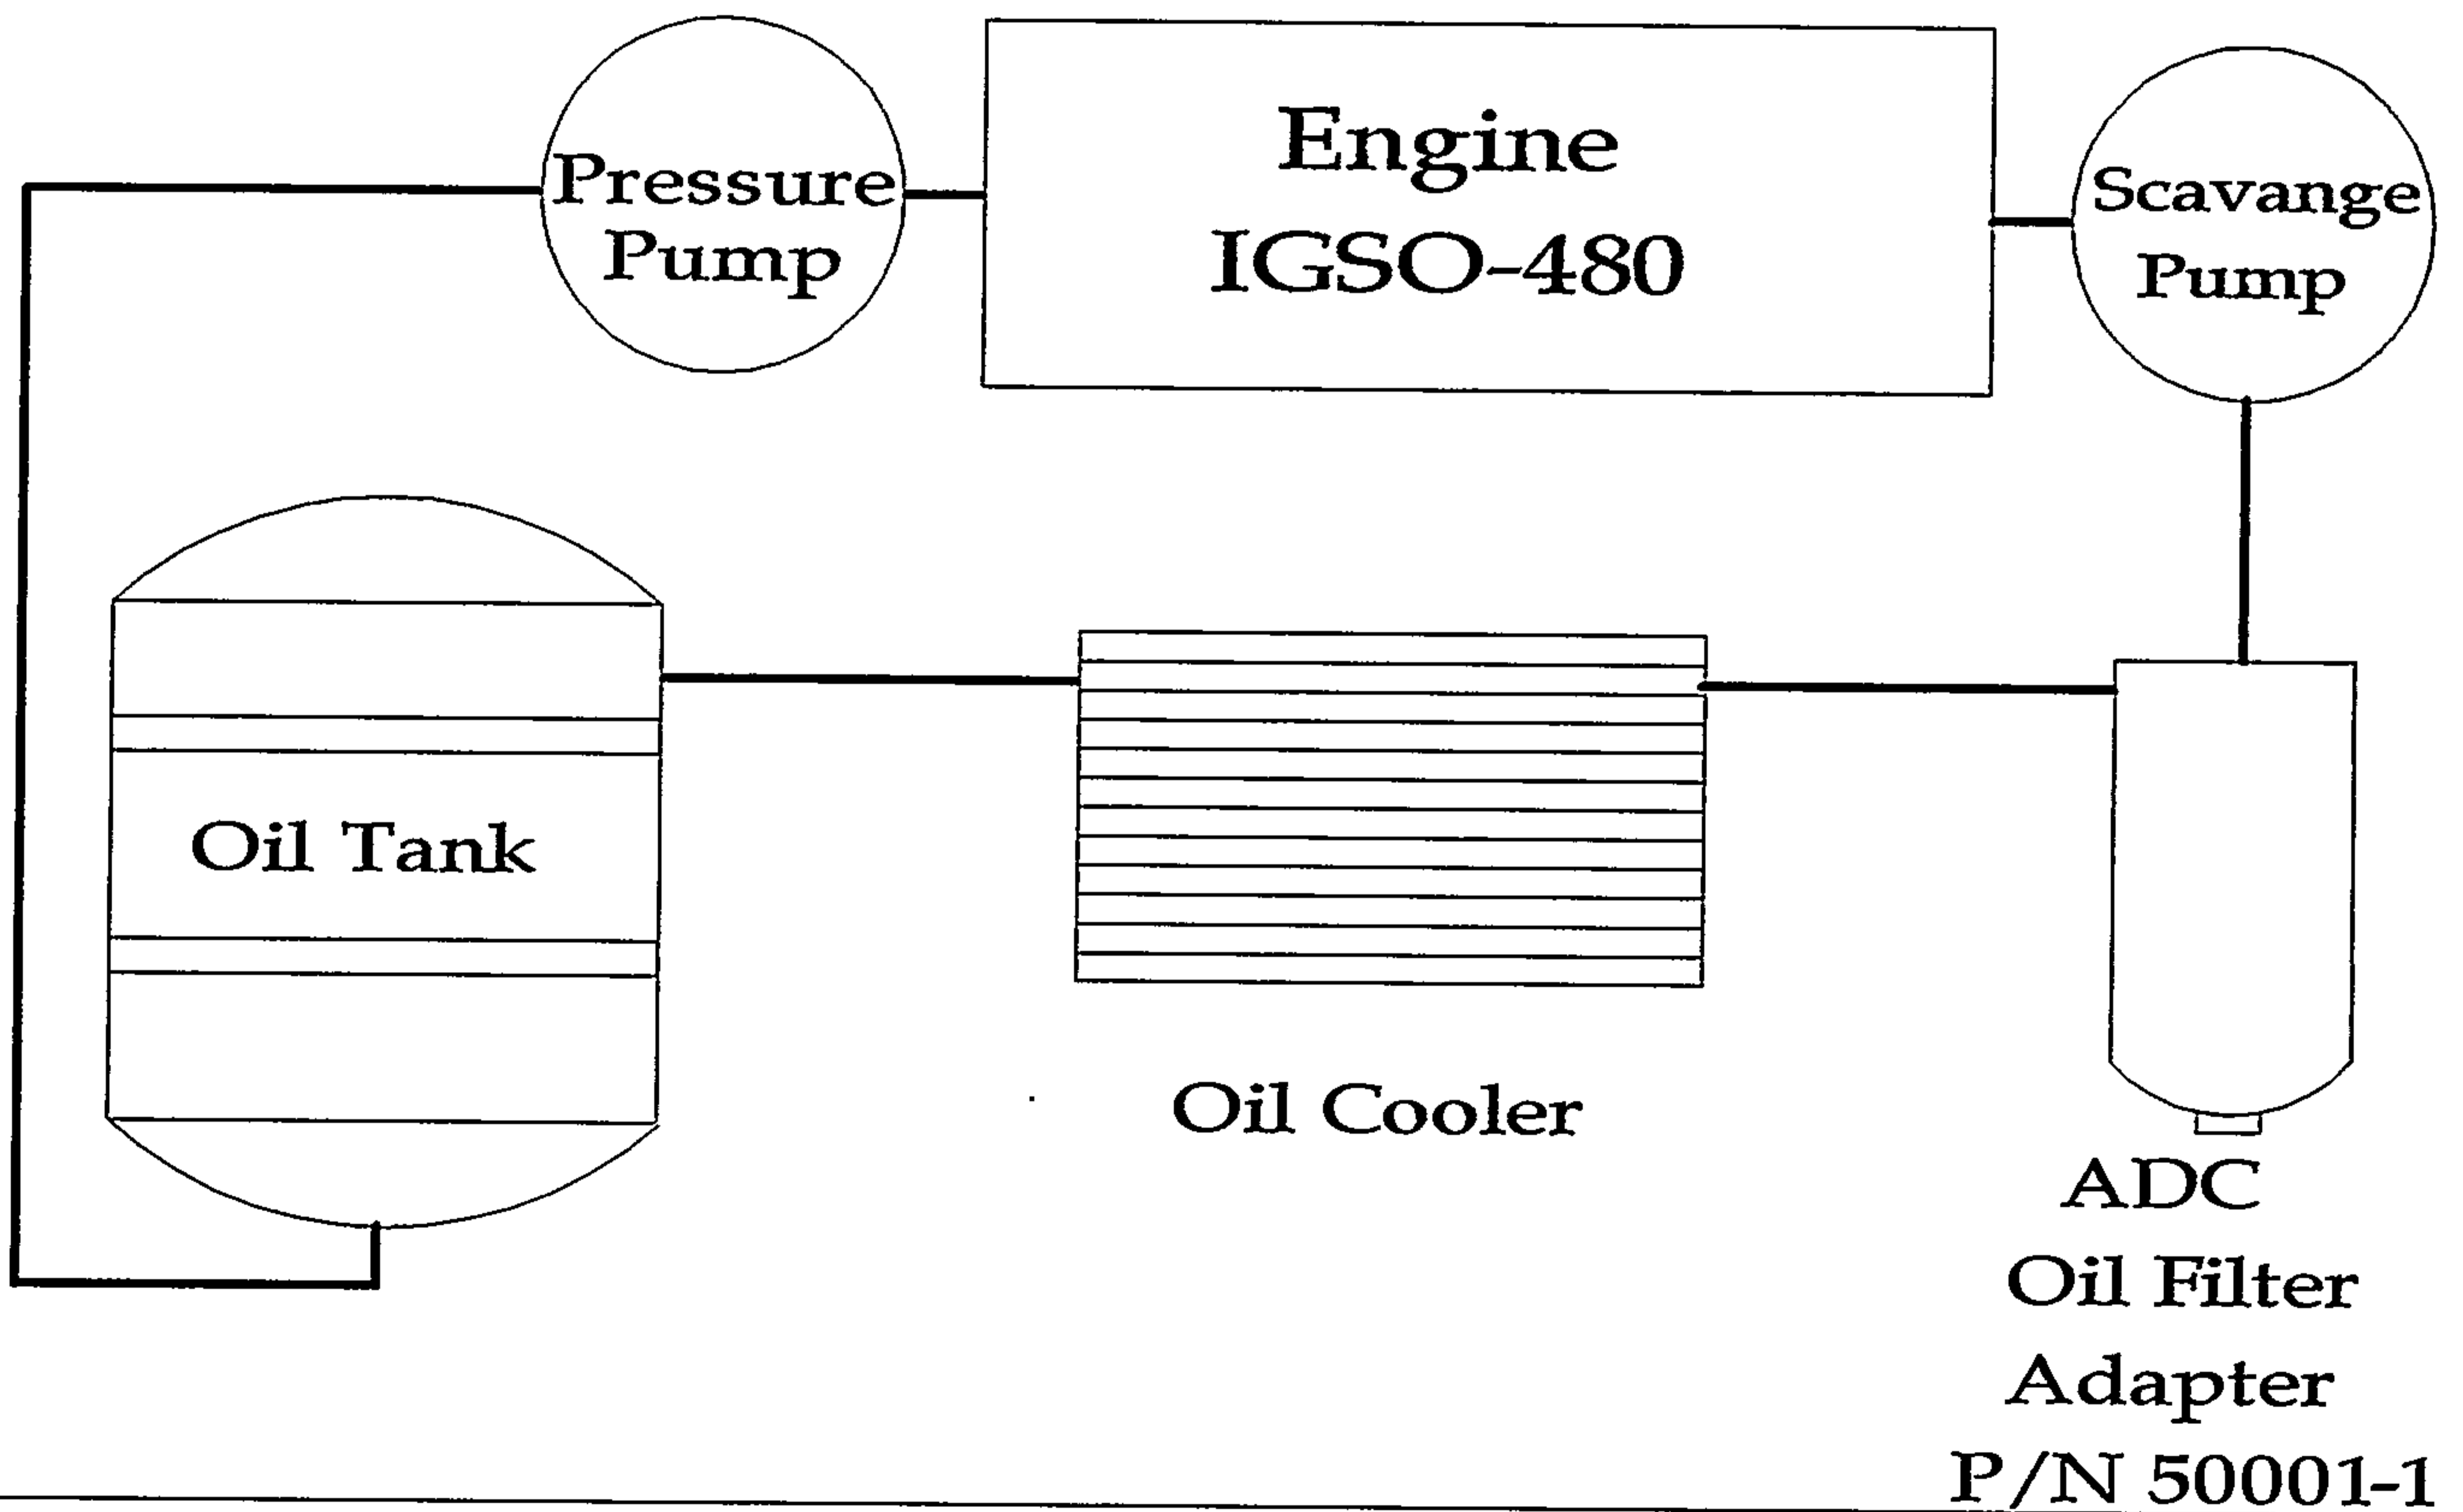 Pressure
Pump
Engine
IGSO-480
Scavange
Pump
Oil Tank
Oil Cooler
ADC
Oil Filter
Adapter
P/N 50001-1